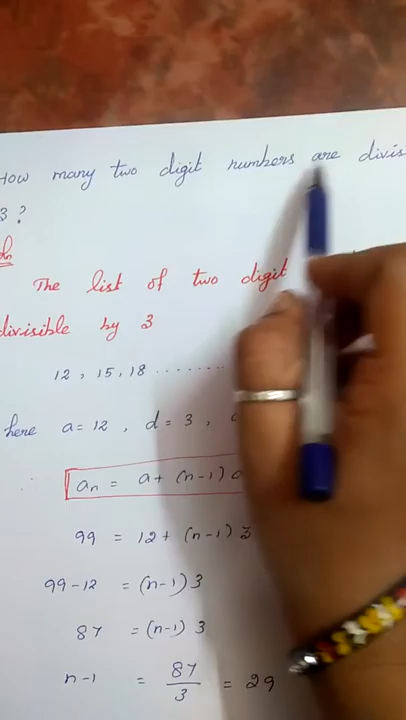 How many two digit numbers are
3 ?
The list of two digit
divisible by 3
12 , 15 , 18 ........
here a = 12 , d = 3 ,
∴ an = a + (n-1)
99 = 12 + (n-1) 3
99-12 = (n-1) 3
87 = (n-1) 3
n-1 = 87/3 = 29